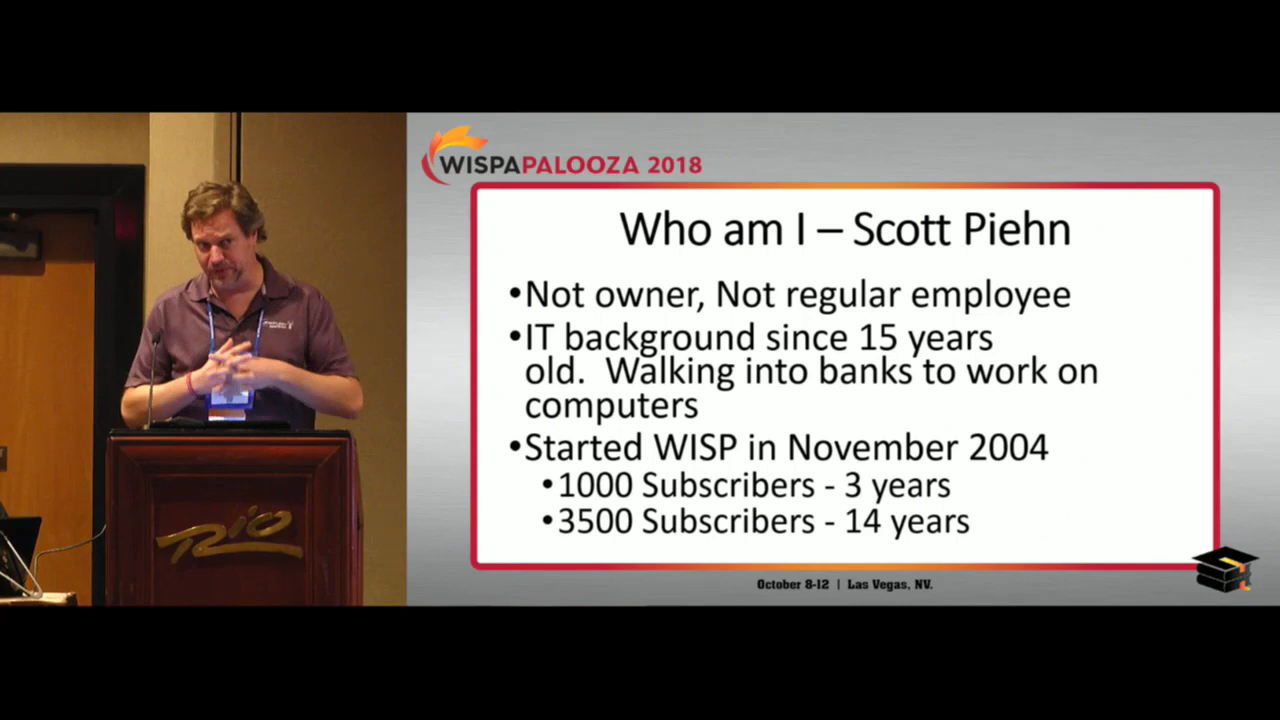 WISPAPALOOZA 2018
Who am I – Scott Piehn
•Not owner, Not regular employee
•IT background since 15 years
old. Walking into banks to work on
computers
•Started WISP in November 2004
•1000 Subscribers - 3 years
•3500 Subscribers - 14 years
October 8-12 | Las Vegas, NV.
Rio